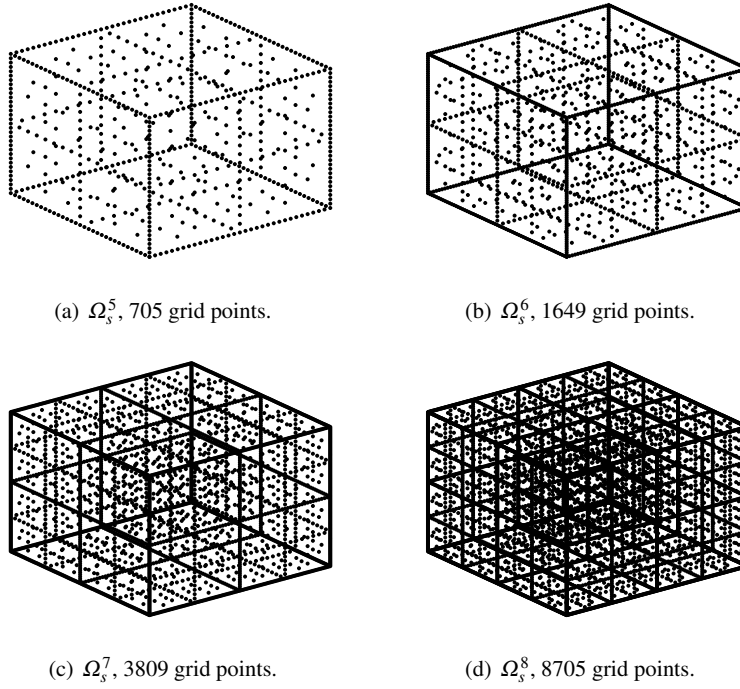 (a) Ω_s^5, 705 grid points.
(b) Ω_s^6, 1649 grid points.
(c) Ω_s^7, 3809 grid points.
(d) Ω_s^8, 8705 grid points.